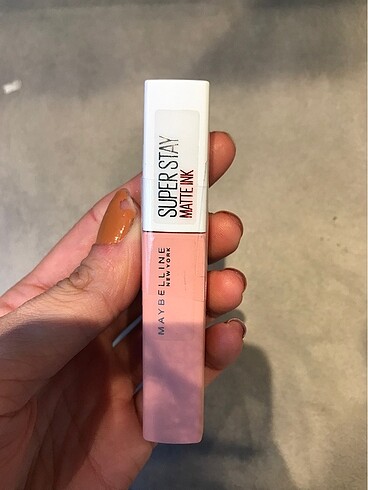 SUPER STAY
MATTE INK
MAYBELLINE
NEW YORK